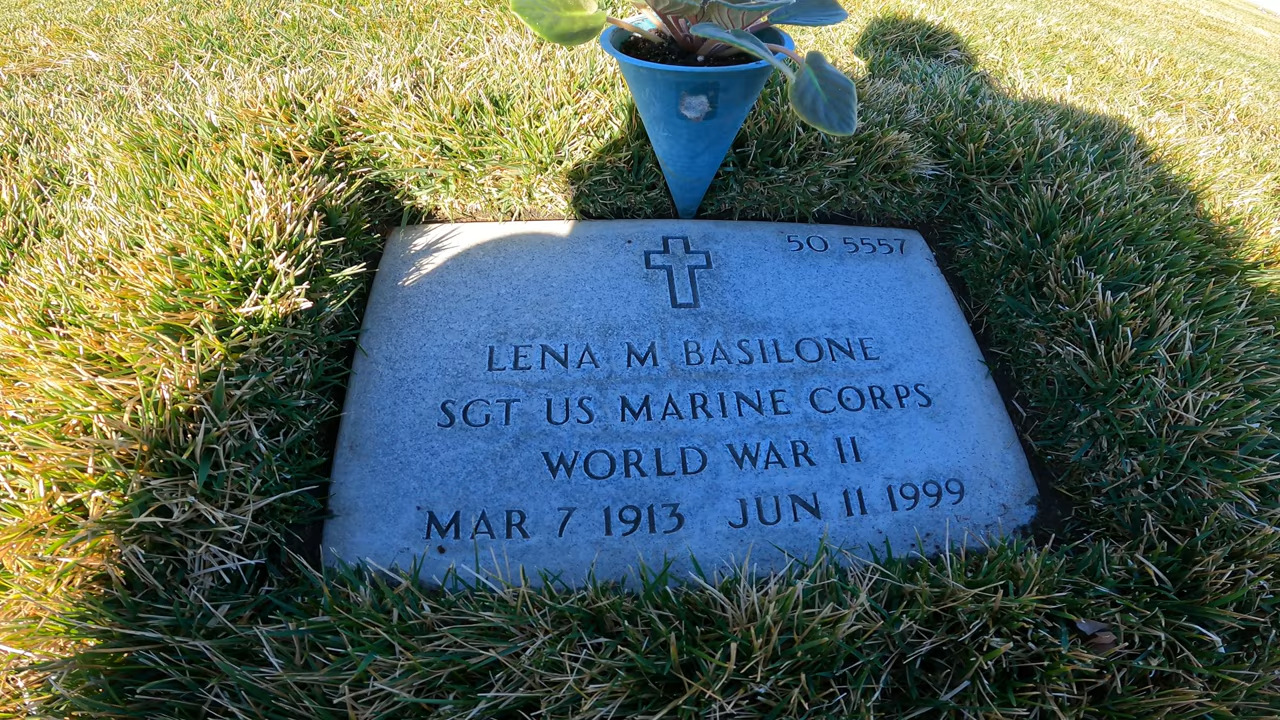 50 5557
LENA M BASILONE
SGT US MARINE CORPS
WORLD WAR II
MAR 7 1913 JUN 11 1999